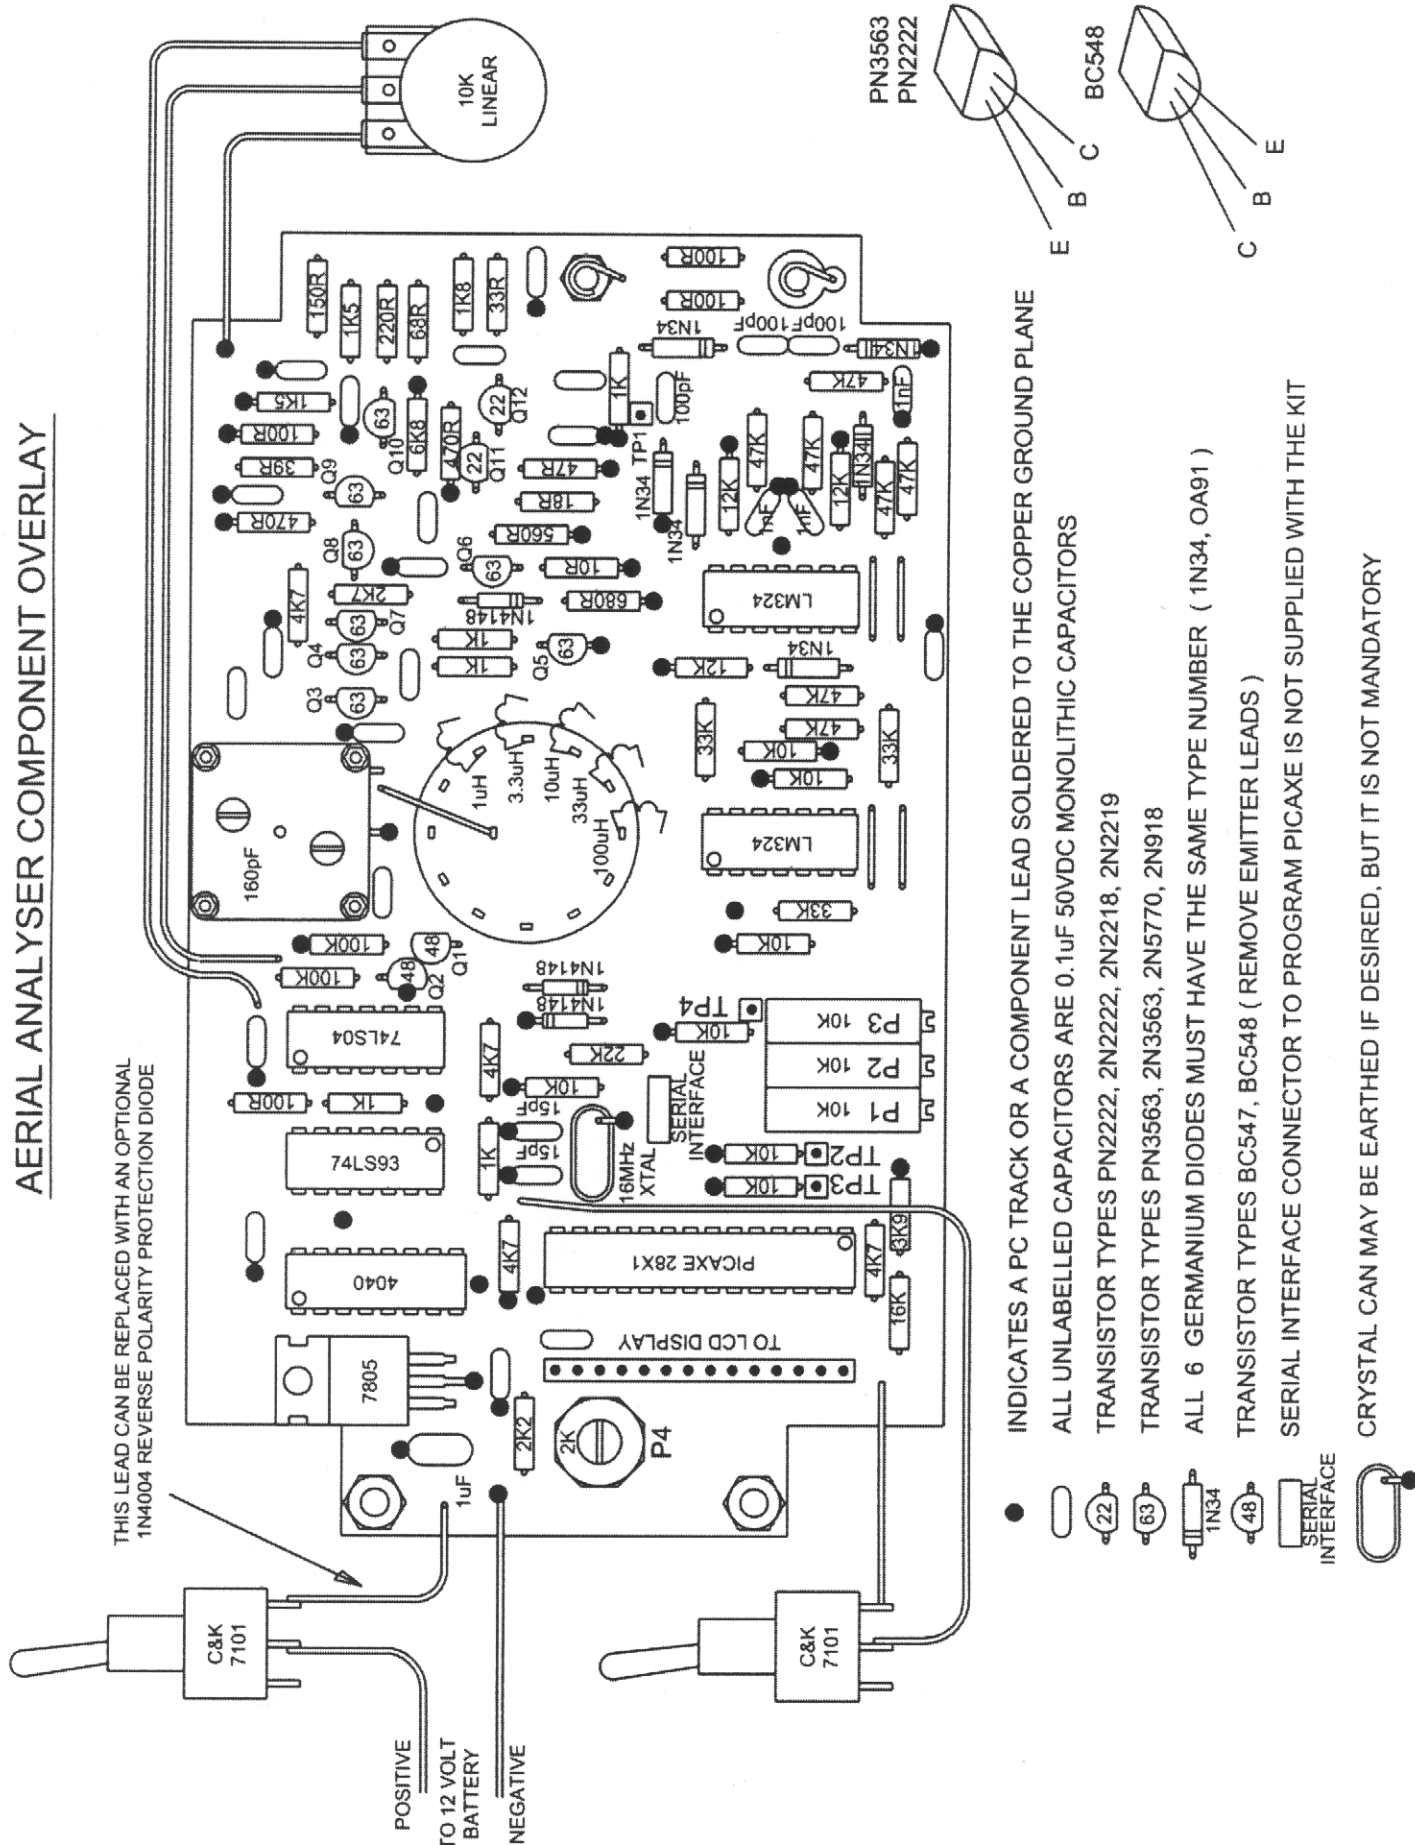 AERIAL ANALYSER COMPONENT OVERLAY
THIS LEAD CAN BE REPLACED WITH AN OPTIONAL
1N4004 REVERSE POLARITY PROTECTION DIODE
C&K
7101
POSITIVE
TO 12 VOLT
BATTERY
NEGATIVE
10K
LINEAR
7805
1uF
4040
74LS93
74LS04
100R
1K
100K
100K
48
Q2
48
Q1
160pF
63
Q3
63
Q4
63
Q7
4K7
2K7
63
Q8
63
Q9
470R
39R
100R
1K5
63
Q10
6K8
470R
150R
1K5
220R
68R
1K8
33R
22
Q11
22
Q12
47R
18R
560R
10R
680R
63
Q6
1N4148
1K
1K
63
Q5
1uH
3.3uH
10uH
33uH
100uH
1N4148
1N4148
4K7
22K
10K
15pF
15pF
1K
4K7
16MHz
XTAL
SERIAL
INTERFACE
2K2
2K
P4
TO LCD DISPLAY
PICAXE 28X1
10K
TP3
10K
TP2
4K7
3K9
16K
P1 10K
P2 10K
P3 10K
TP4
10K
10K
33K
LM324
33K
10K
10K
47K
47K
33K
12K
1N34
LM324
1N34
1N34
12K
47K
1nF
1nF
47K
12K
1N34
47K
47K
1K
TP1
100pF
1N34
100R
100R
100pF
100pF
1N34
47K
1nF
C&K
7101
INDICATES A PC TRACK OR A COMPONENT LEAD SOLDERED TO THE COPPER GROUND PLANE
ALL UNLABELLED CAPACITORS ARE 0.1uF 50VDC MONOLITHIC CAPACITORS
22
TRANSISTOR TYPES PN2222, 2N2222, 2N2218, 2N2219
63
TRANSISTOR TYPES PN3563, 2N3563, 2N5770, 2N918
1N34
ALL 6 GERMANIUM DIODES MUST HAVE THE SAME TYPE NUMBER ( 1N34, OA91 )
48
TRANSISTOR TYPES BC547, BC548 ( REMOVE EMITTER LEADS )
SERIAL
INTERFACE
SERIAL INTERFACE CONNECTOR TO PROGRAM PICAXE IS NOT SUPPLIED WITH THE KIT
CRYSTAL CAN MAY BE EARTHED IF DESIRED, BUT IT IS NOT MANDATORY
PN3563
PN2222
E
B
C
BC548
C
B
E